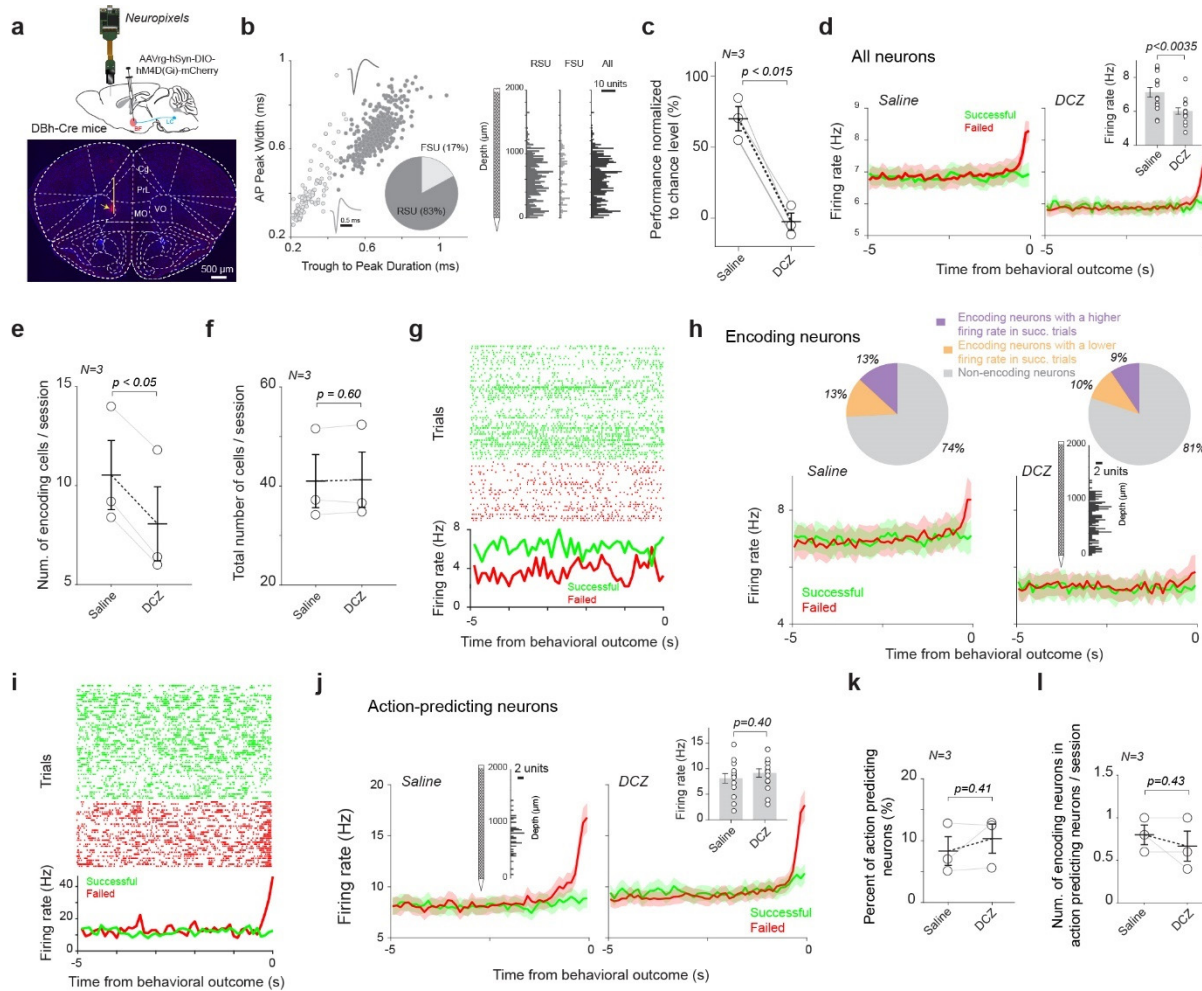 a
Neuropixels
AAVrg-hSyn-DIO-
hM4D(Gi)-mCherry
DBh-Cre mice
LC
Cg
PrL
MO
VO
500 µm
b
AP Peak Width (ms)
1
0.6
0.2
0.2
0.6
1
Trough to Peak Duration (ms)
0.5 ms
FSU (17%)
RSU (83%)
RSU
FSU
All
10 units
Depth (µm)
2000
1000
0
c
N=3
p < 0.015
Performance normalized
to chance level (%)
100
50
0
Saline
DCZ
d
All neurons
p<0.0035
Firing rate (Hz)
8
6
4
Saline
DCZ
Saline
DCZ
Successful
Failed
Firing rate (Hz)
9
8
7
6
5
-5
0
-5
0
Time from behavioral outcome (s)
e
N=3
p < 0.05
Num. of encoding cells / session
15
10
5
Saline
DCZ
f
N=3
p = 0.60
Total number of cells / session
60
40
20
Saline
DCZ
g
Trials
Firing rate (Hz)
8
4
0
Successful
Failed
-5
0
Time from behavioral outcome (s)
h
Encoding neurons
Encoding neurons with a higher
firing rate in succ. trials
Encoding neurons with a lower
firing rate in succ. trials
Non-encoding neurons
13%
13%
74%
9%
10%
81%
Saline
DCZ
2000
1000
0
Depth (µm)
2 units
Firing rate (Hz)
8
6
4
Successful
Failed
-5
0
-5
0
Time from behavioral outcome (s)
i
Trials
Firing rate (Hz)
40
20
0
Successful
Failed
-5
0
Time from behavioral outcome (s)
j
Action-predicting neurons
Saline
2 units
2000
1000
0
Depth (µm)
DCZ
p=0.40
Firing rate (Hz)
15
10
5
0
Saline
DCZ
Firing rate (Hz)
20
15
10
5
Successful
Failed
-5
0
-5
0
Time from behavioral outcome (s)
k
N=3
p=0.41
Percent of action predicting
neurons (%)
20
10
0
Saline
DCZ
l
N=3
p=0.43
Num. of encoding neurons in
action predicting neurons / session
1
0.5
0
Saline
DCZ